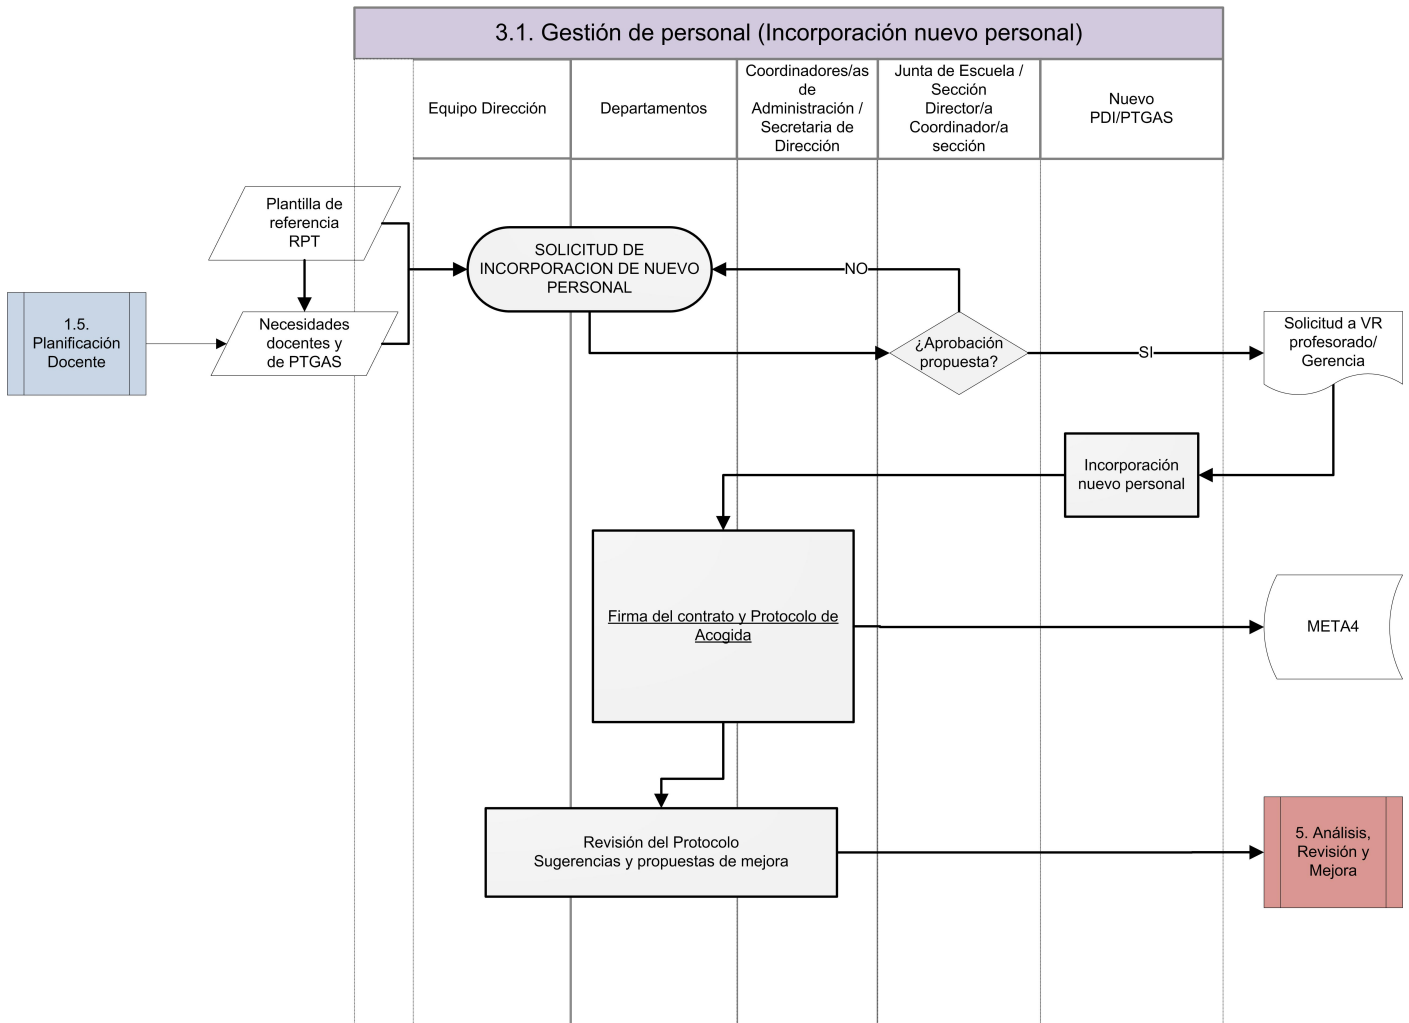 3.1. Gestión de personal (Incorporación nuevo personal)
Equipo Dirección
Departamentos
Coordinadores/as
de
Administración /
Secretaria de
Dirección
Junta de Escuela /
Sección
Director/a
Coordinador/a
sección
Nuevo
PDI/PTGAS
Plantilla de
referencia
RPT
SOLICITUD DE
INCORPORACION DE NUEVO
PERSONAL
NO
1.5.
Planificación
Docente
Necesidades
docentes y
de PTGAS
¿Aprobación
propuesta?
SI
Solicitud a VR
profesorado/
Gerencia
Incorporación
nuevo personal
Firma del contrato y Protocolo de
Acogida
META4
Revisión del Protocolo
Sugerencias y propuestas de mejora
5. Análisis,
Revisión y
Mejora